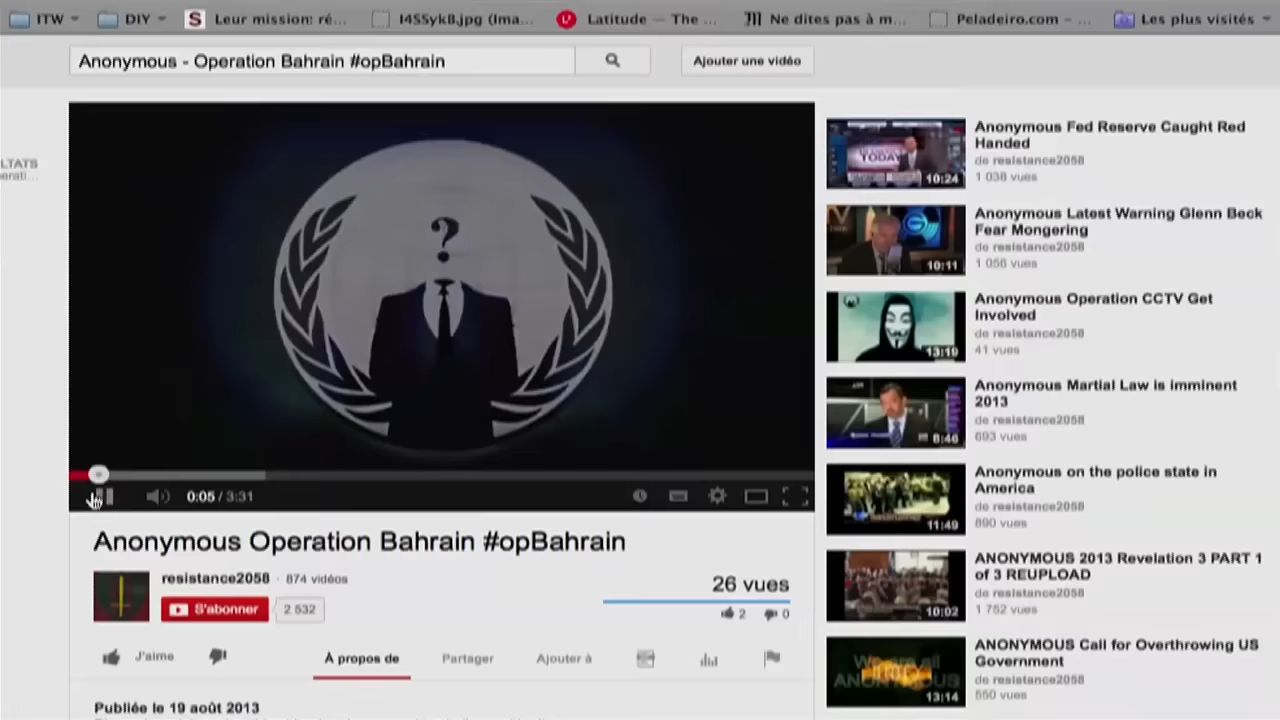 ITW
DIY
S
Leur mission: ré...
I4SSykB.jpg (Ima...
Latitude — The ...
Ne dites pas à m...
Peladeiro.com – ...
Les plus visités
Anonymous - Operation Bahrain #opBahrain
Ajouter une vidéo
LTATS
erati...
?
0:05 / 3:31
Anonymous Operation Bahrain #opBahrain
resistance2058 · 874 vidéos
S'abonner
2 532
26 vues
2
0
J'aime
À propos de
Partager
Ajouter à
Publiée le 19 août 2013
TODAY
10:24
Anonymous Fed Reserve Caught Red
Handed
de resistance2058
1 038 vues
10:11
Anonymous Latest Warning Glenn Beck
Fear Mongering
de resistance2058
1 056 vues
13:19
Anonymous Operation CCTV Get
Involved
de resistance2058
41 vues
8:46
Anonymous Martial Law is imminent
2013
de resistance2058
693 vues
11:49
Anonymous on the police state in
America
de resistance2058
890 vues
10:02
ANONYMOUS 2013 Revelation 3 PART 1
of 3 REUPLOAD
de resistance2058
1 752 vues
We are all
ANONYMOUS
13:14
ANONYMOUS Call for Overthrowing US
Government
de resistance2058
550 vues